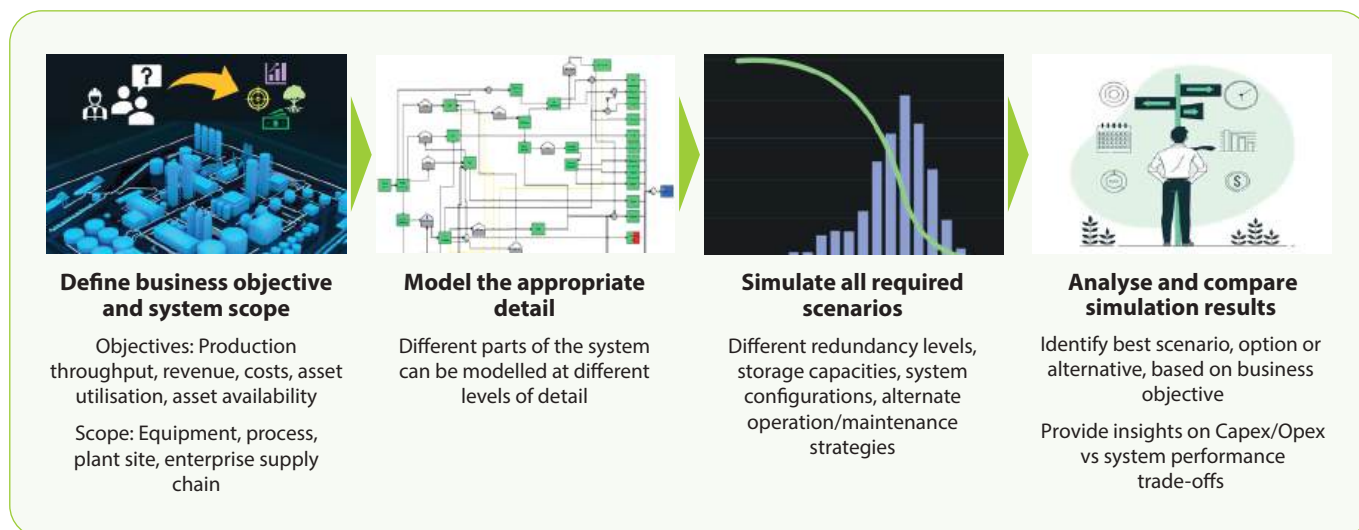 Define business objective
and system scope
Objectives: Production
throughput, revenue, costs, asset
utilisation, asset availability
Scope: Equipment, process,
plant site, enterprise supply
chain
Model the appropriate
detail
Different parts of the system
can be modelled at different
levels of detail
Simulate all required
scenarios
Different redundancy levels,
storage capacities, system
configurations, alternate
operation/maintenance
strategies
Analyse and compare
simulation results
Identify best scenario, option or
alternative, based on business
objective
Provide insights on Capex/Opex
vs system performance
trade-offs